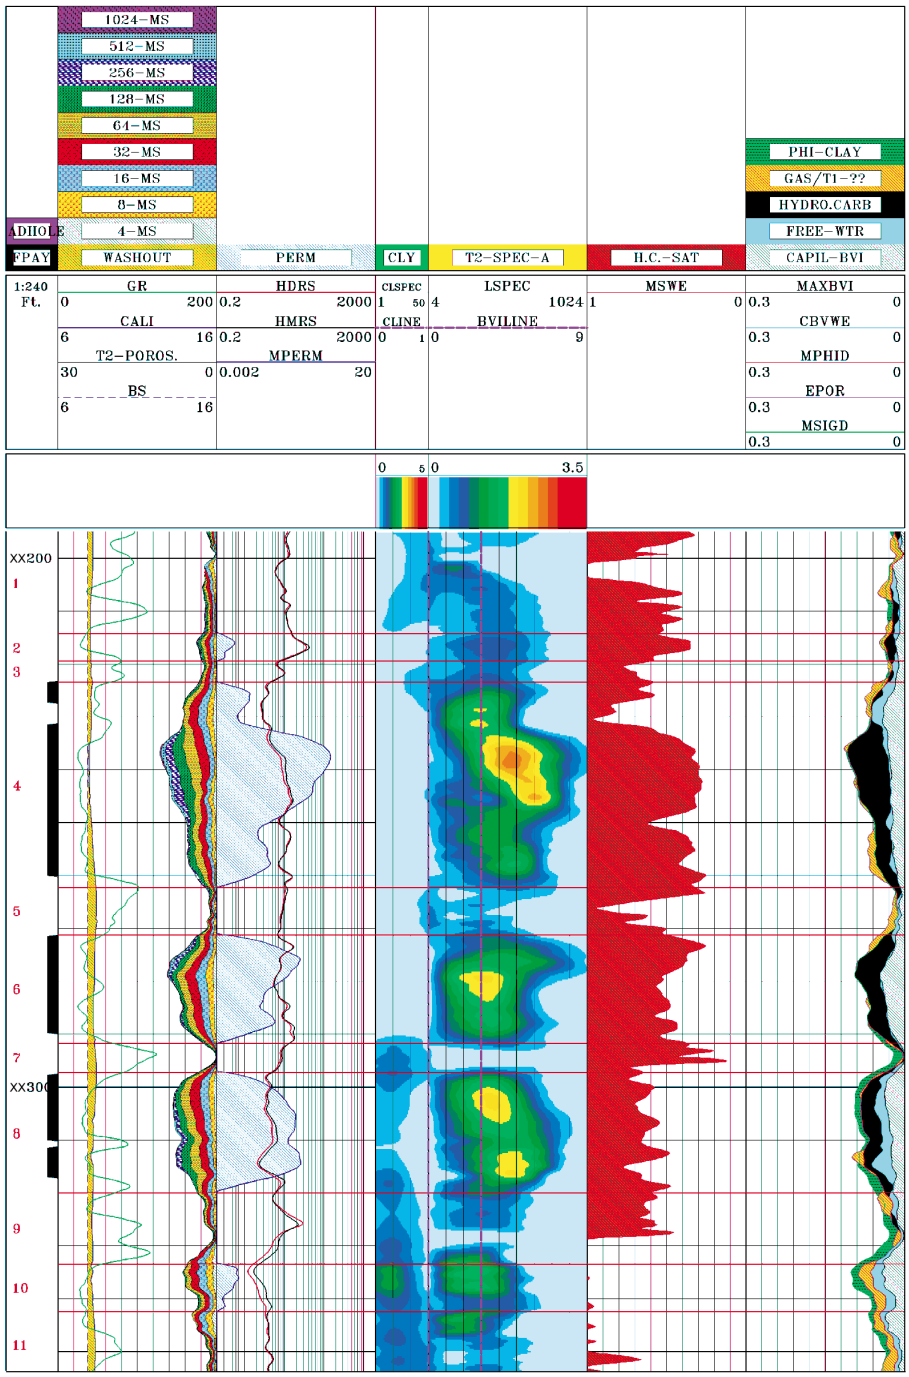 1024-MS
512-MS
256-MS
128-MS
64-MS
32-MS PHI-CLAY
16-MS GAS/T1-??
8-MS HYDRO.CARB
ADHOLE 4-MS FREE-WTR
FPAY WASHOUT PERM CLY T2-SPEC-A H.C.-SAT CAPIL-BVI
1:240 GR HDRS CLSPEC LSPEC MSWE MAXBVI
Ft. 0 200 0.2 2000 1 50 4 1024 1 0 0.3 0
CALI HMRS CLINE BVILINE CBVWE
6 16 0.2 2000 0 1 0 9 0.3 0
T2-POROS. MPERM MPHID
30 0 0.002 20 0.3 0
BS EPOR
6 16 0.3 0
MSIGD
0.3 0
0 5 0 3.5
XX200
1
2
3
4
5
6
7
XX300
8
9
10
11